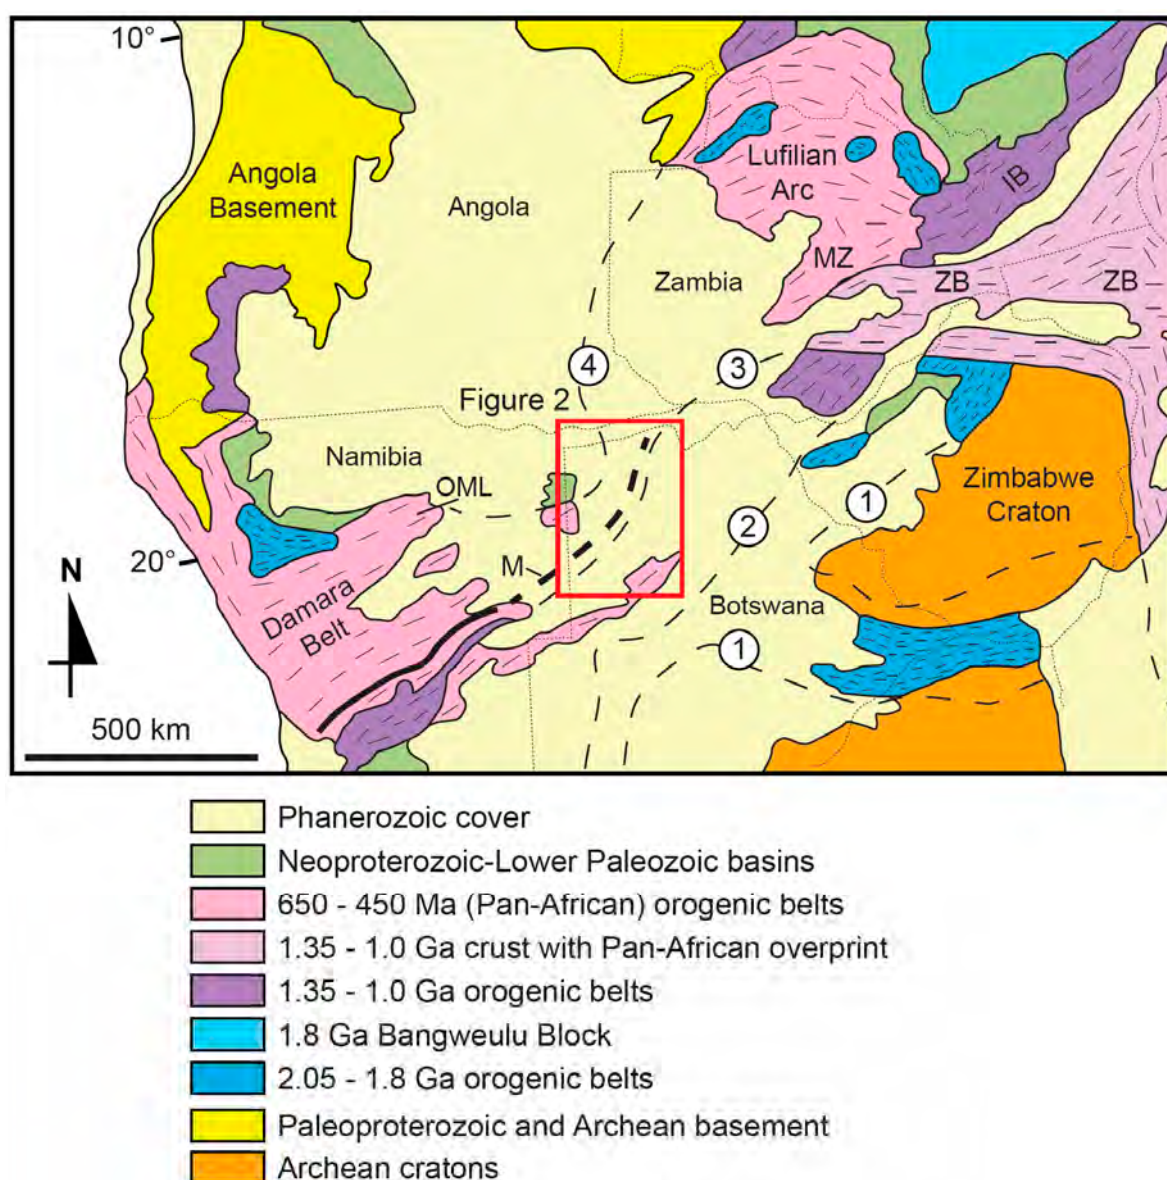 10°
Angola
Basement
Angola
Lufilian
Arc
IB
MZ
Zambia
ZB
ZB
4
3
Figure 2
Namibia
OML
Zimbabwe
Craton
1
2
20°
N
M
Damara
Belt
Botswana
1
500 km
Phanerozoic cover
Neoproterozoic-Lower Paleozoic basins
650 - 450 Ma (Pan-African) orogenic belts
1.35 - 1.0 Ga crust with Pan-African overprint
1.35 - 1.0 Ga orogenic belts
1.8 Ga Bangweulu Block
2.05 - 1.8 Ga orogenic belts
Paleoproterozoic and Archean basement
Archean cratons